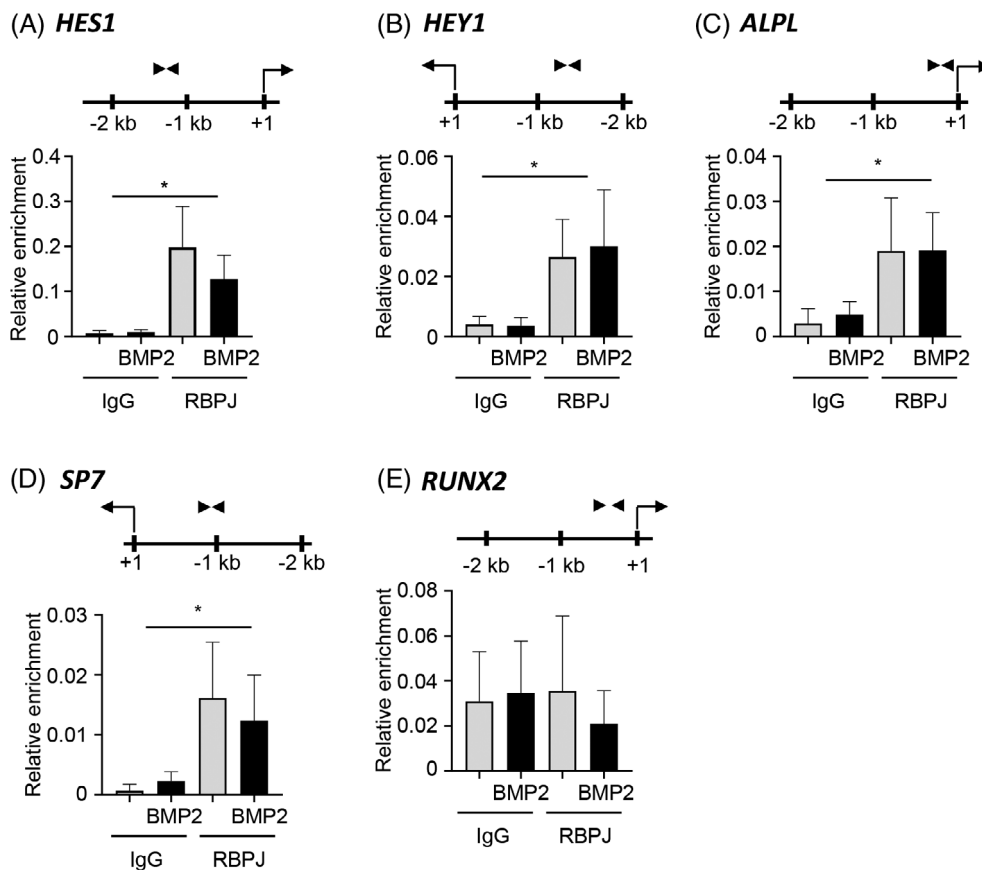 (A) HES1
-2 kb -1 kb +1
Relative enrichment
0.4
0.3
0.2
0.1
0
*
BMP2 BMP2
IgG RBPJ
(B) HEY1
+1 -1 kb -2 kb
Relative enrichment
0.06
0.04
0.02
0
*
BMP2 BMP2
IgG RBPJ
(C) ALPL
-2 kb -1 kb +1
Relative enrichment
0.04
0.03
0.02
0.01
0
*
BMP2 BMP2
IgG RBPJ
(D) SP7
+1 -1 kb -2 kb
Relative enrichment
0.03
0.02
0.01
0
*
BMP2 BMP2
IgG RBPJ
(E) RUNX2
-2 kb -1 kb +1
Relative enrichment
0.08
0.06
0.04
0.02
0
BMP2 BMP2
IgG RBPJ